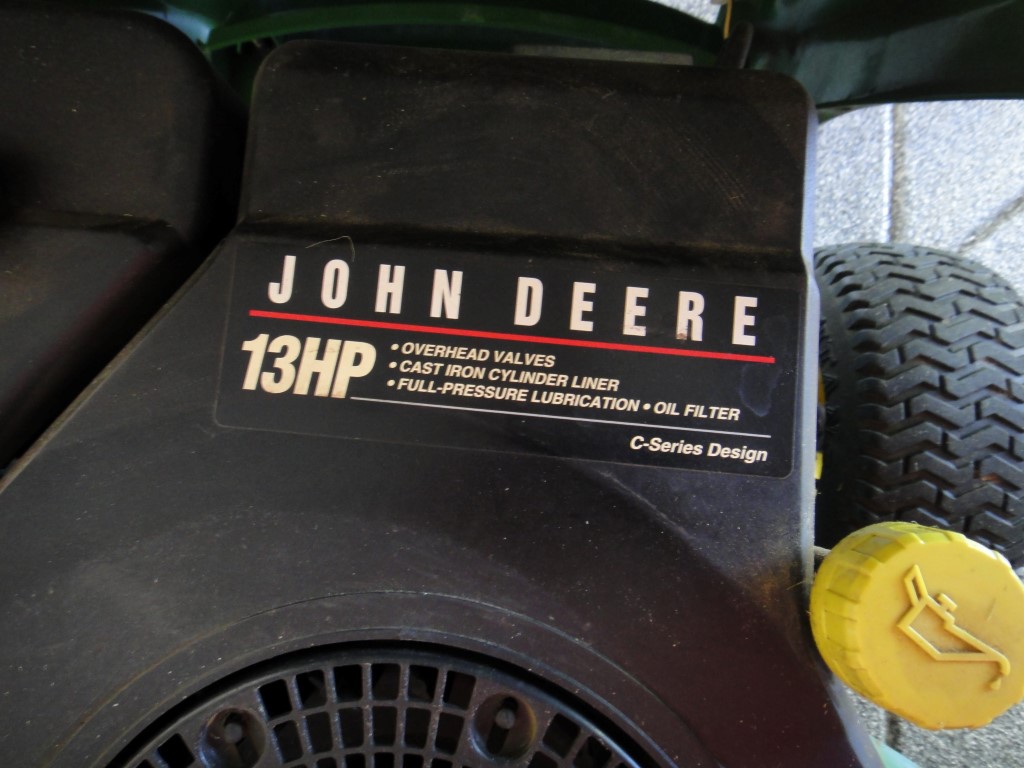 JOHN DEERE
13HP
• OVERHEAD VALVES
• CAST IRON CYLINDER LINER
• FULL-PRESSURE LUBRICATION • OIL FILTER
C-Series Design